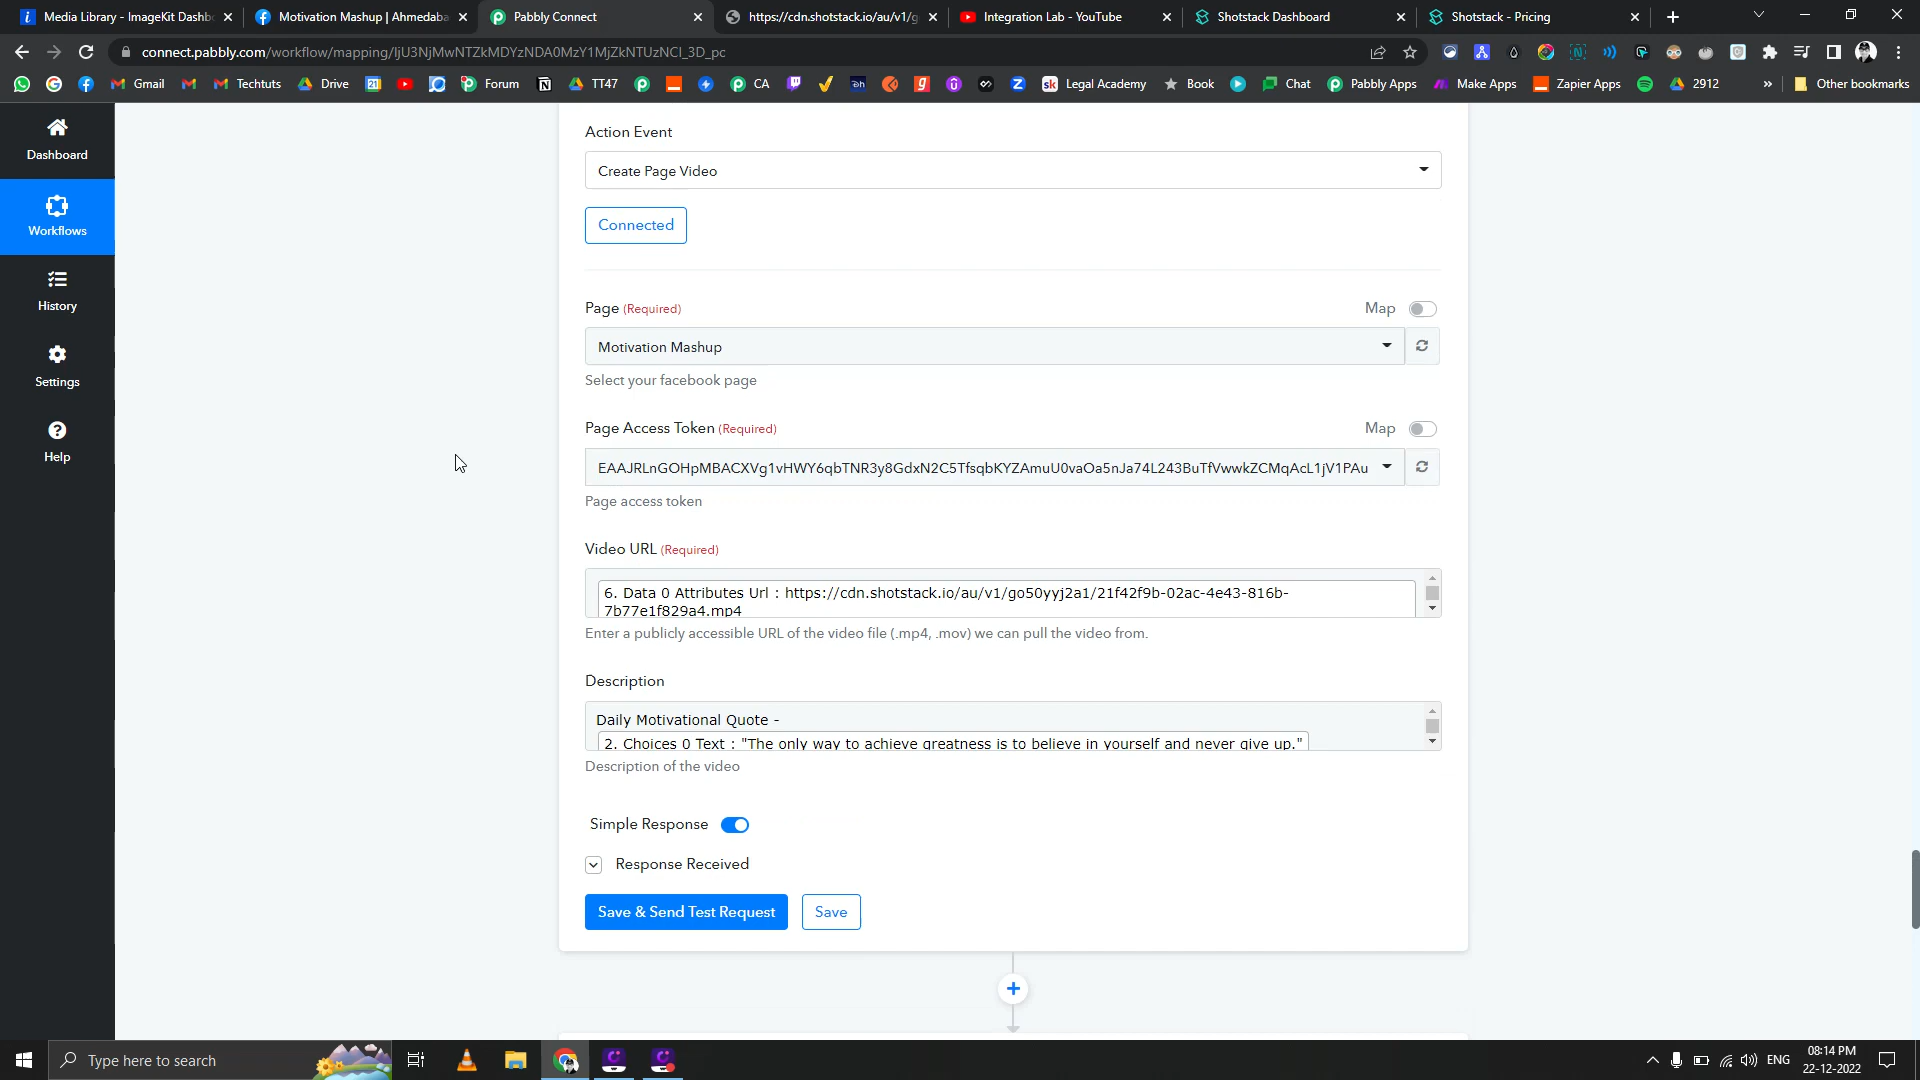 Media Library - ImageKit Dashb
Motivation Mashup | Ahmedaba
Pabbly Connect
https://cdn.shotstack.io/au/v1/g
Integration Lab - YouTube
Shotstack Dashboard
Shotstack - Pricing
connect.pabbly.com/workflow/mapping/IjU3NjMwNTZkMDYzNDA0MzY1MjZkNTUzNCI_3D_pc
Gmail
Techtuts
Drive
Forum
TT47
CA
Legal Academy
Book
Chat
Pabbly Apps
Make Apps
Zapier Apps
2912
Other bookmarks
Dashboard
Workflows
History
Settings
Help
Action Event
Create Page Video
Connected
Page (Required)
Map
Motivation Mashup
Select your facebook page
Page Access Token (Required)
Map
EAAJRLnGOHpMBACXVg1vHWY6qbTNR3y8GdxN2C5TfsqbKYZAmuU0vaOa5nJa74L243BuTfVwwkZCMqAcL1jV1PAu
Page access token
Video URL (Required)
6. Data 0 Attributes Url : https://cdn.shotstack.io/au/v1/go50yyj2a1/21f42f9b-02ac-4e43-816b-
7b77e1f829a4.mp4
Enter a publicly accessible URL of the video file (.mp4, .mov) we can pull the video from.
Description
Daily Motivational Quote -
2. Choices 0 Text : "The only way to achieve greatness is to believe in yourself and never give up."
Description of the video
Simple Response
Response Received
Save & Send Test Request
Save
Type here to search
ENG
08:14 PM
22-12-2022